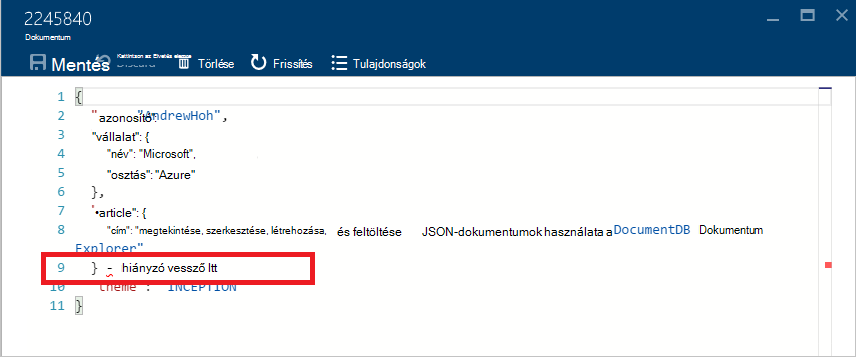 2245840
Dokumentum
Mentés Kattintson az Elvetés elemre Discard Törlése Frissítés Tulajdonságok
1 {
2 "azonosító": "AndrewHoh",
3 "vállalat": {
4 "név": "Microsoft",
5 "osztás": "Azure"
6 },
7 "•article": {
8 "cím": "megtekintése, szerkesztése, létrehozása, és feltöltése JSON-dokumentumok használata a DocumentDB Dokumentum
Explorer"
9 } - hiányzó vessző Itt
10 "theme": "INCEPTION"
11 }